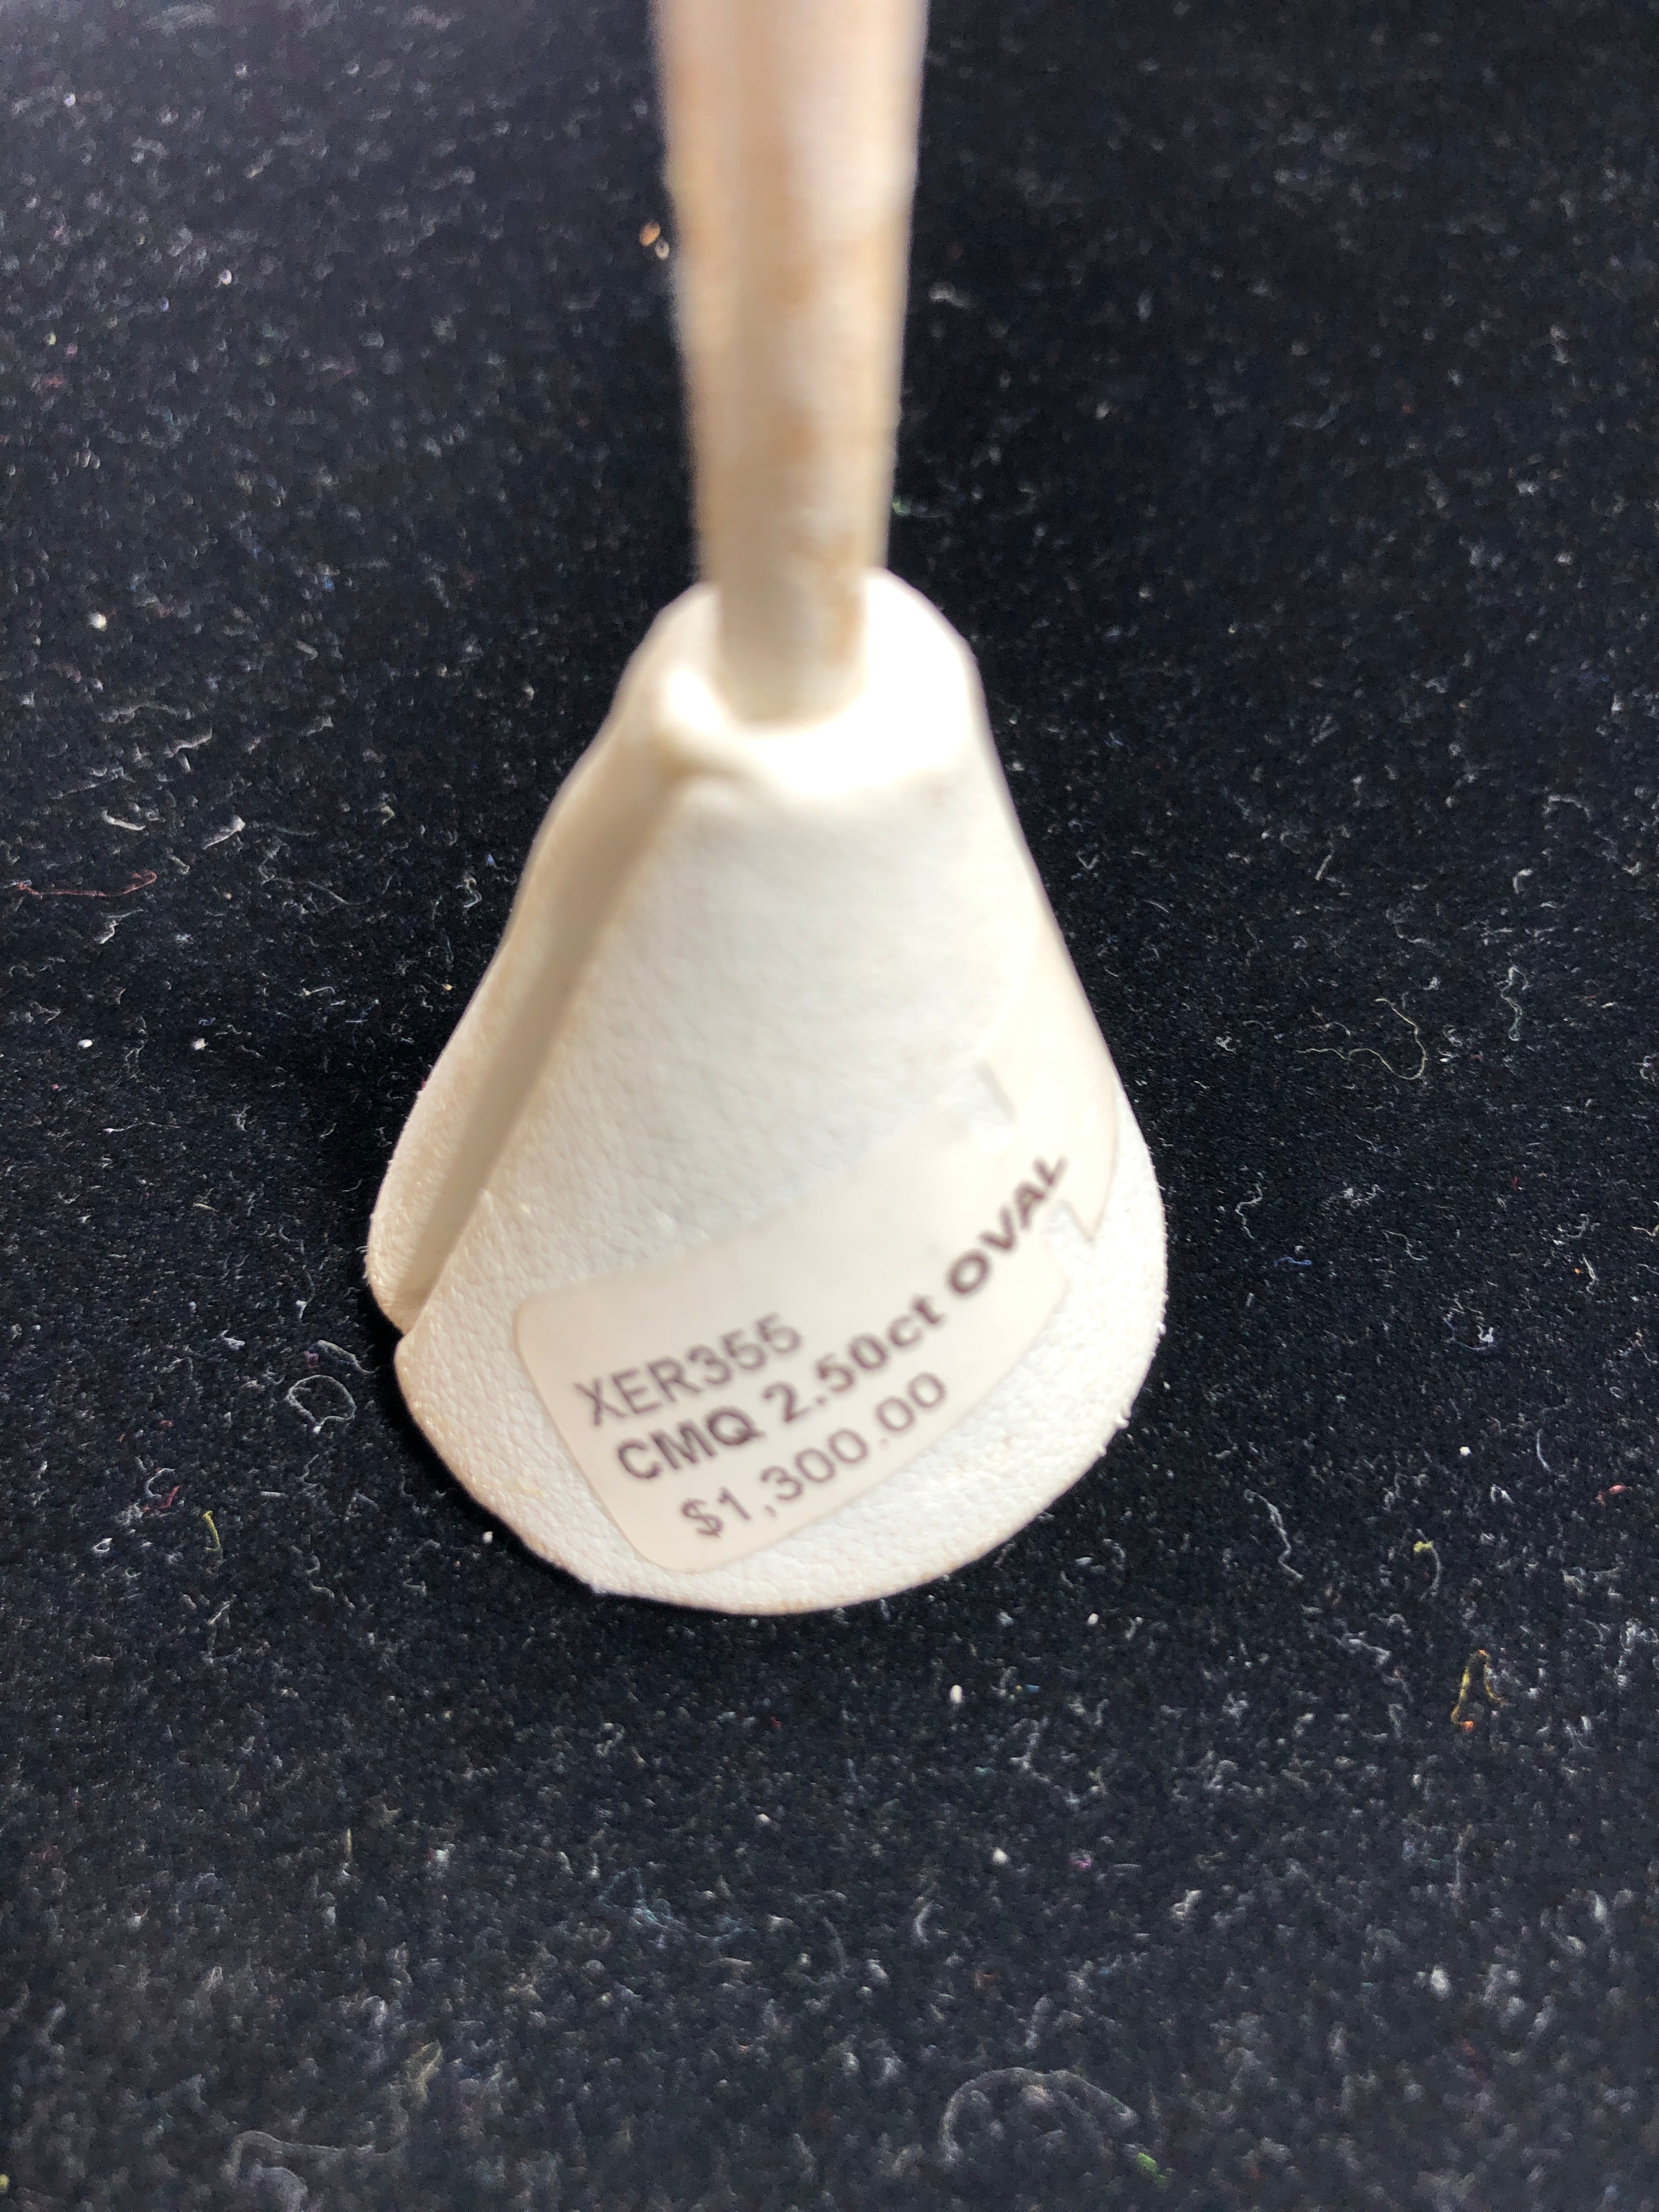 XER355
CMQ 2.50ct OVAL
$1,300.00